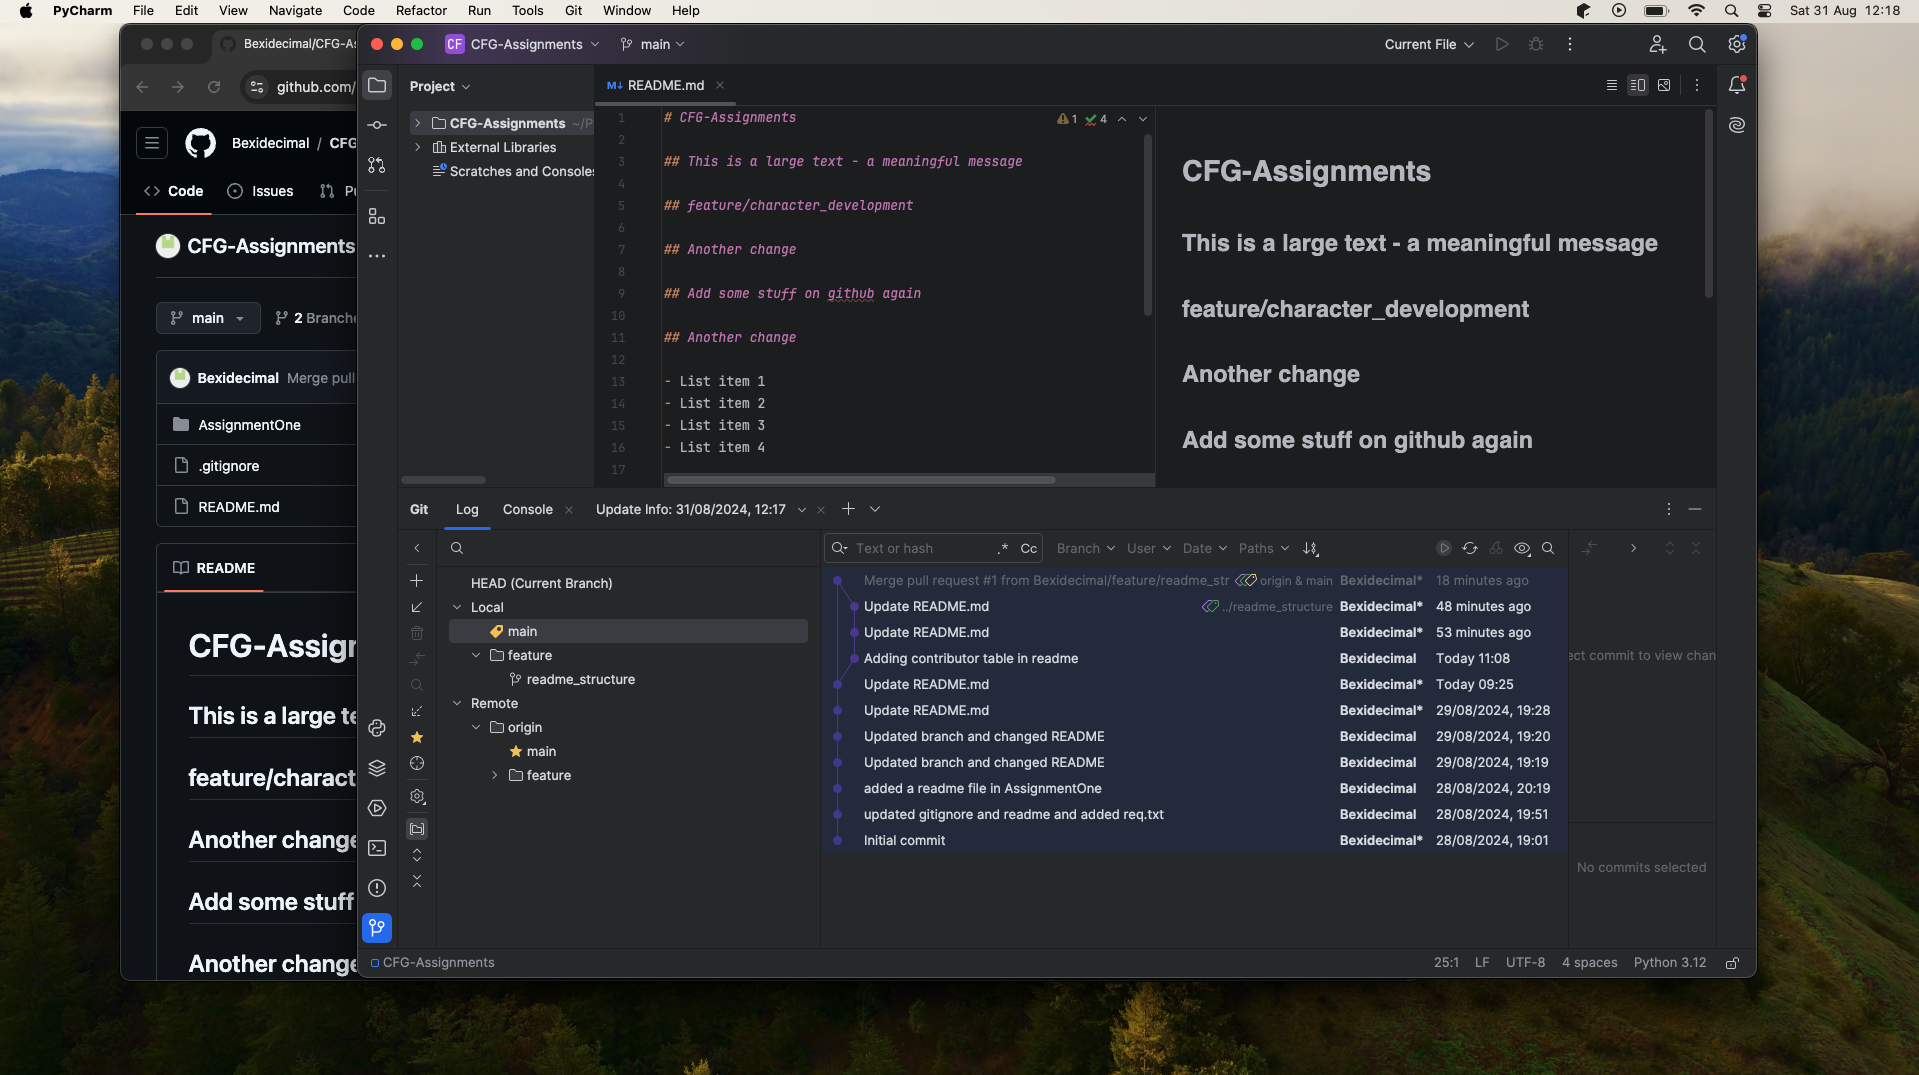 PyCharm File Edit View Navigate Code Refactor Run Tools Git Window Help Sat 31 Aug 12:18
Bexidecimal/CFG-As
github.com/
Bexidecimal / CFG
Code Issues Pu
CFG-Assignments
main 2 Branche
Bexidecimal Merge pull
AssignmentOne
.gitignore
README.md
README
CFG-Assign
This is a large te
feature/charact
Another change
Add some stuff
Another change
CF CFG-Assignments main Current File
Project
CFG-Assignments ~/P
External Libraries
Scratches and Consoles
M↓ README.md
1 # CFG-Assignments
2
3 ## This is a large text - a meaningful message
4
5 ## feature/character_development
6
7 ## Another change
8
9 ## Add some stuff on github again
10
11 ## Another change
12
13 - List item 1
14 - List item 2
15 - List item 3
16 - List item 4
17
1 4
CFG-Assignments
This is a large text - a meaningful message
feature/character_development
Another change
Add some stuff on github again
Git Log Console Update Info: 31/08/2024, 12:17
HEAD (Current Branch)
Local
main
feature
readme_structure
Remote
origin
main
feature
Text or hash .* Cc Branch User Date Paths
Merge pull request #1 from Bexidecimal/feature/readme_str origin & main Bexidecimal* 18 minutes ago
Update README.md ../readme_structure Bexidecimal* 48 minutes ago
Update README.md Bexidecimal* 53 minutes ago
Adding contributor table in readme Bexidecimal Today 11:08
Update README.md Bexidecimal* Today 09:25
Update README.md Bexidecimal* 29/08/2024, 19:28
Updated branch and changed README Bexidecimal 29/08/2024, 19:20
Updated branch and changed README Bexidecimal 29/08/2024, 19:19
added a readme file in AssignmentOne Bexidecimal 28/08/2024, 20:19
updated gitignore and readme and added req.txt Bexidecimal 28/08/2024, 19:51
Initial commit Bexidecimal* 28/08/2024, 19:01
ect commit to view chan
No commits selected
CFG-Assignments 25:1 LF UTF-8 4 spaces Python 3.12